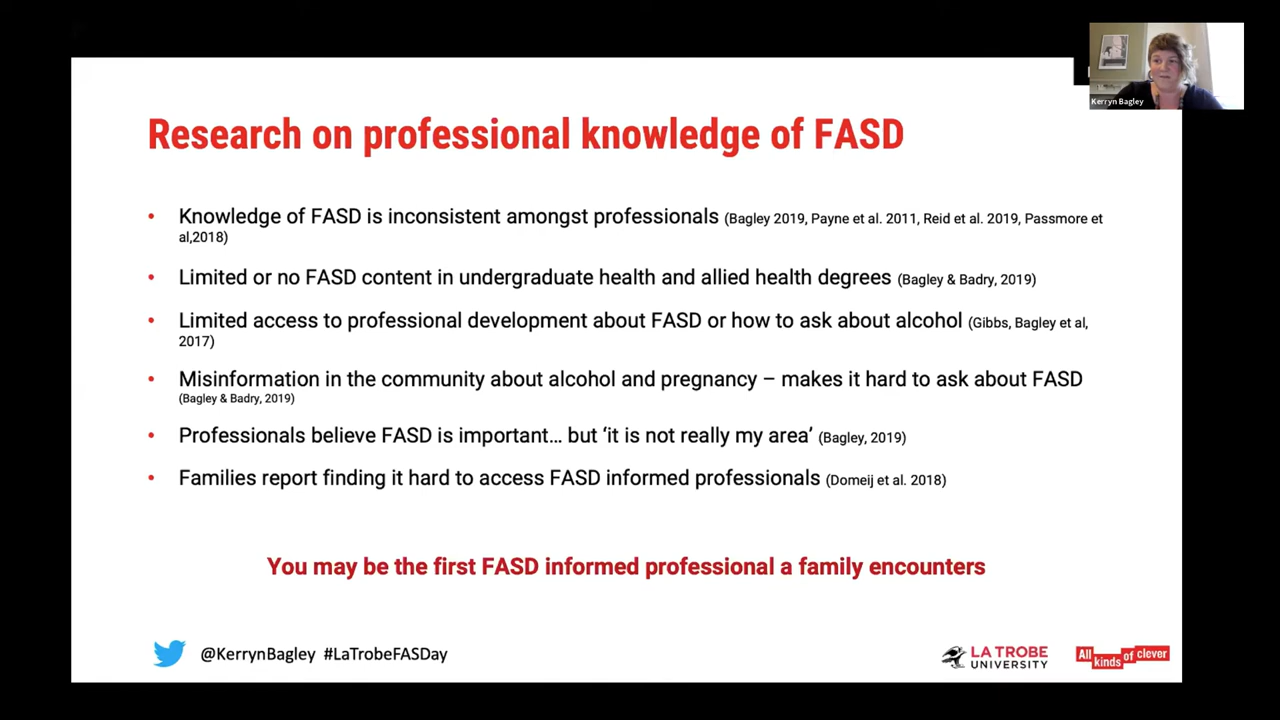 Kerryn Bagley
Research on professional knowledge of FASD
• Knowledge of FASD is inconsistent amongst professionals (Bagley 2019, Payne et al. 2011, Reid et al. 2019, Passmore et
al,2018)
• Limited or no FASD content in undergraduate health and allied health degrees (Bagley & Badry, 2019)
• Limited access to professional development about FASD or how to ask about alcohol (Gibbs, Bagley et al,
2017)
• Misinformation in the community about alcohol and pregnancy – makes it hard to ask about FASD
(Bagley & Badry, 2019)
• Professionals believe FASD is important… but ‘it is not really my area’ (Bagley, 2019)
• Families report finding it hard to access FASD informed professionals (Domeij et al. 2018)
You may be the first FASD informed professional a family encounters
@KerrynBagley #LaTrobeFASDay
LA TROBE
UNIVERSITY
All kinds of clever